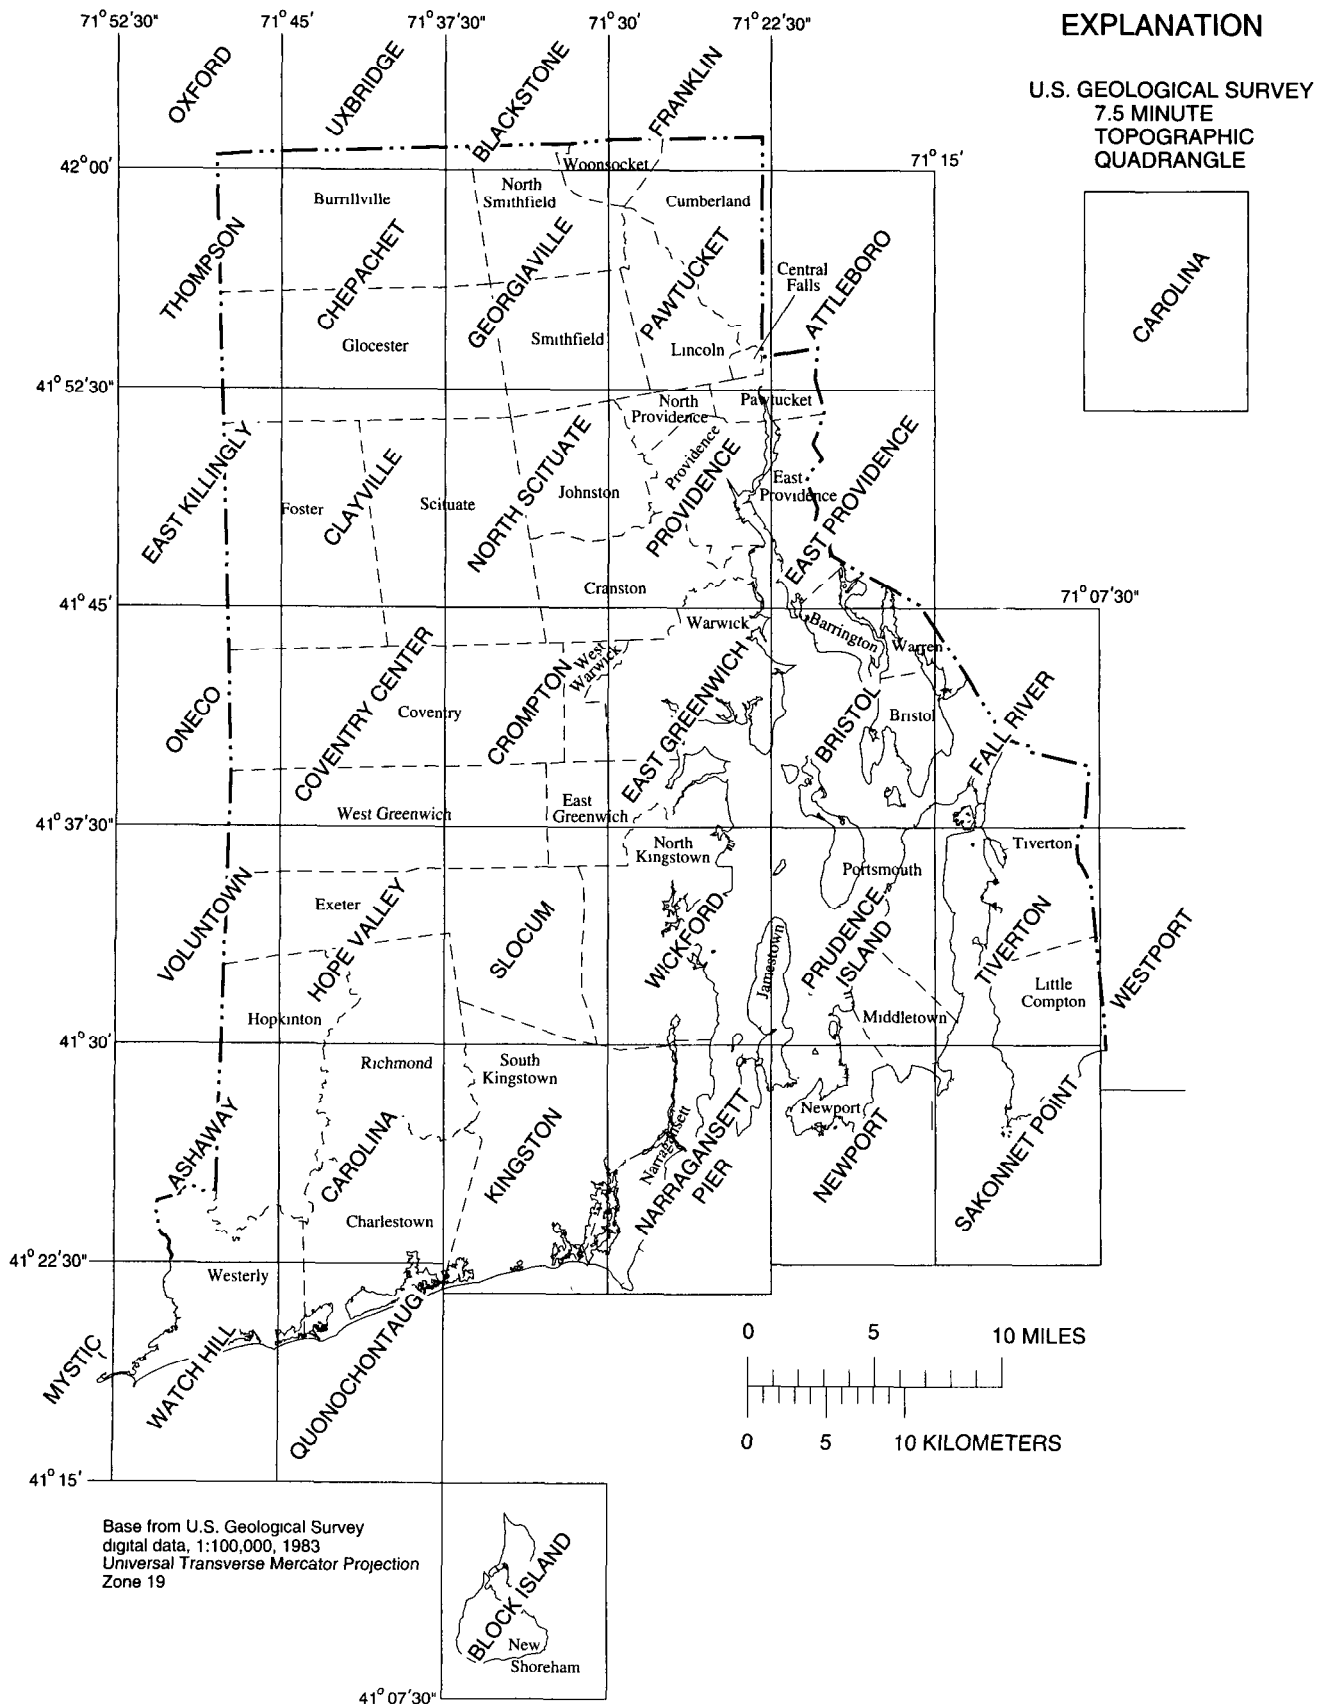 71°52'30"
71°45'
71°37'30"
71°30'
71°22'30"
EXPLANATION
U.S. GEOLOGICAL SURVEY
7.5 MINUTE
TOPOGRAPHIC
QUADRANGLE
CAROLINA
OXFORD
UXBRIDGE
BLACKSTONE
FRANKLIN
42°00'
71°15'
Woonsocket
Burrillville
North
Smithfield
Cumberland
THOMPSON
CHEPACHET
GEORGIAVILLE
PAWTUCKET
ATTLEBORO
Central
Falls
Glocester
Smithfield
Lincoln
41°52'30"
North
Providence
Pawtucket
EAST KILLINGLY
CLAYVILLE
NORTH SCITUATE
PROVIDENCE
EAST PROVIDENCE
Foster
Scituate
Johnston
Providence
East
Providence
Cranston
41°45'
71°07'30"
Warwick
Barrington
Warren
West
Warwick
ONECO
COVENTRY CENTER
CROMPTON
EAST GREENWICH
BRISTOL
FALL RIVER
Coventry
Bristol
West Greenwich
East
Greenwich
41°37'30"
North
Kingstown
Portsmouth
Tiverton
VOLUNTOWN
HOPE VALLEY
SLOCUM
WICKFORD
PRUDENCE
ISLAND
TIVERTON
WESTPORT
Exeter
Jamestown
Little
Compton
Hopkinton
Middletown
41°30'
Richmond
South
Kingstown
ASHAWAY
CAROLINA
KINGSTON
Narragansett
NARRAGANSETT
PIER
Newport
NEWPORT
SAKONNET POINT
Charlestown
41°22'30"
Westerly
MYSTIC
WATCH HILL
QUONOCHONTAUG
0 5 10 MILES
0 5 10 KILOMETERS
41°15'
Base from U.S. Geological Survey
digital data, 1:100,000, 1983
Universal Transverse Mercator Projection
Zone 19
BLOCK ISLAND
New
Shoreham
41°07'30"